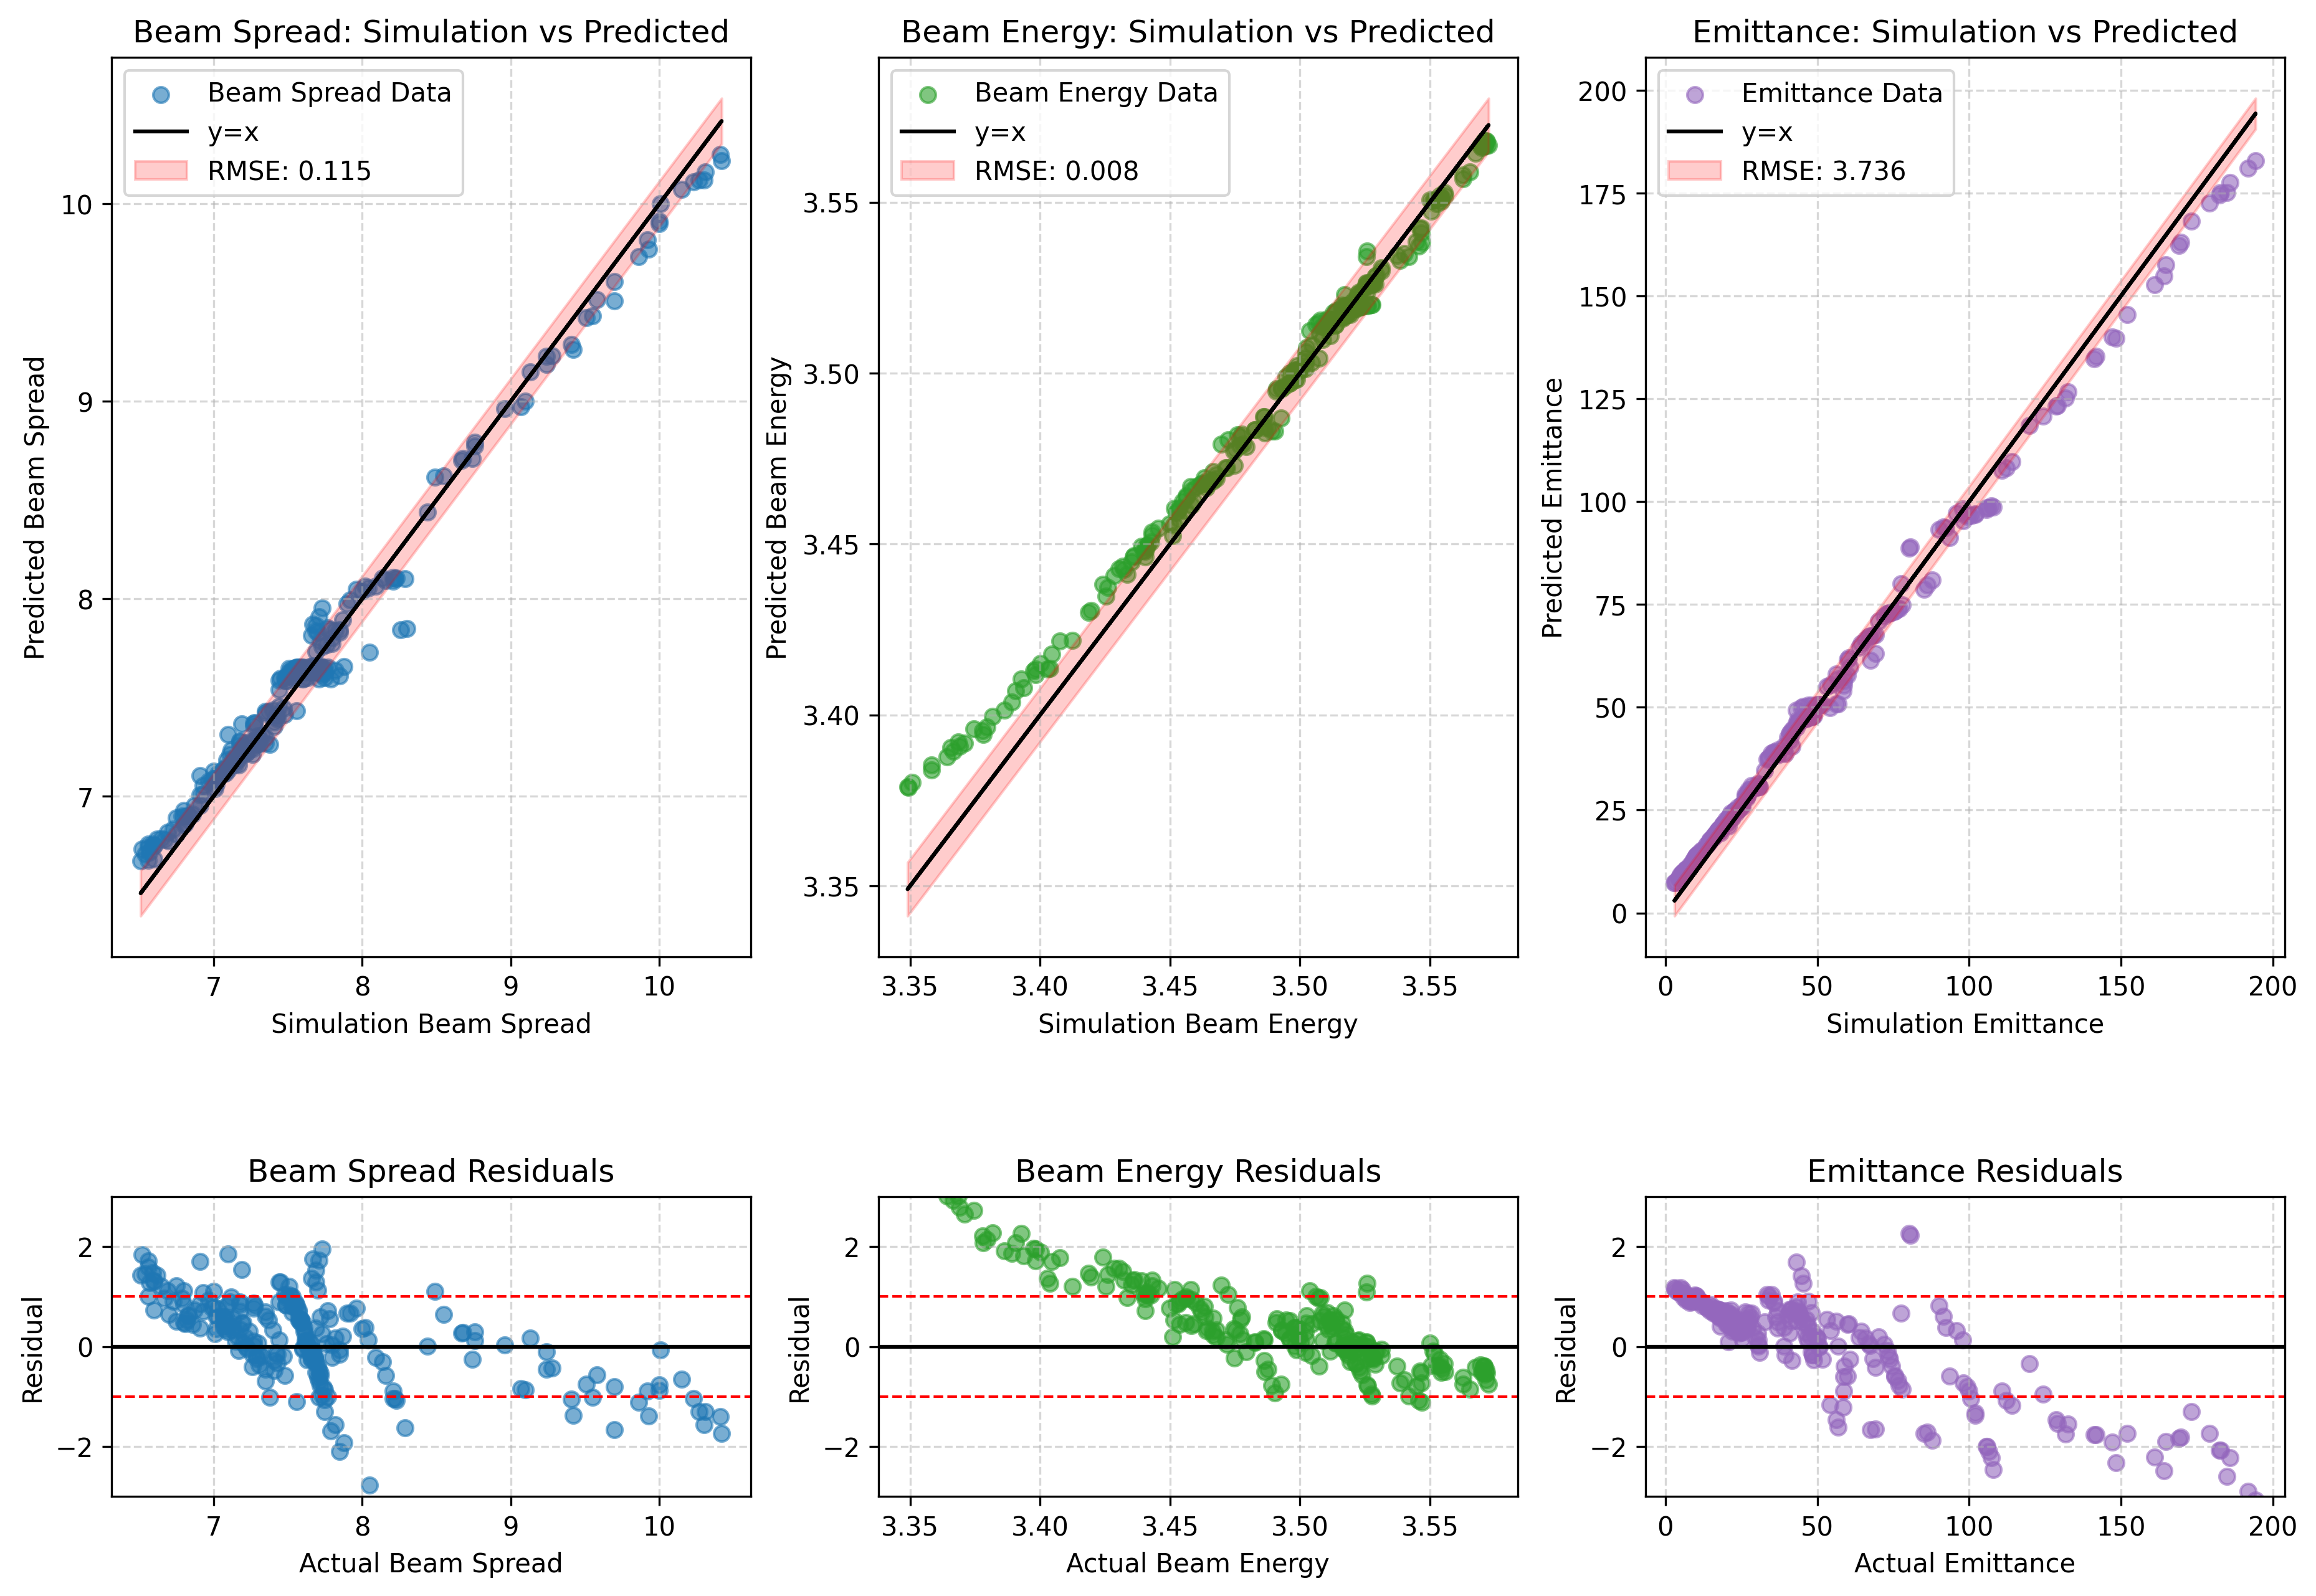 Beam Spread: Simulation vs Predicted
Beam Spread Data
y=x
RMSE: 0.115
Predicted Beam Spread
10
9
8
7
7 8 9 10
Simulation Beam Spread
Beam Energy: Simulation vs Predicted
Beam Energy Data
y=x
RMSE: 0.008
Predicted Beam Energy
3.55
3.50
3.45
3.40
3.35
3.35 3.40 3.45 3.50 3.55
Simulation Beam Energy
Emittance: Simulation vs Predicted
Emittance Data
y=x
RMSE: 3.736
Predicted Emittance
200
175
150
125
100
75
50
25
0
0 50 100 150 200
Simulation Emittance
Beam Spread Residuals
Residual
2
0
−2
7 8 9 10
Actual Beam Spread
Beam Energy Residuals
Residual
2
0
−2
3.35 3.40 3.45 3.50 3.55
Actual Beam Energy
Emittance Residuals
Residual
2
0
−2
0 50 100 150 200
Actual Emittance